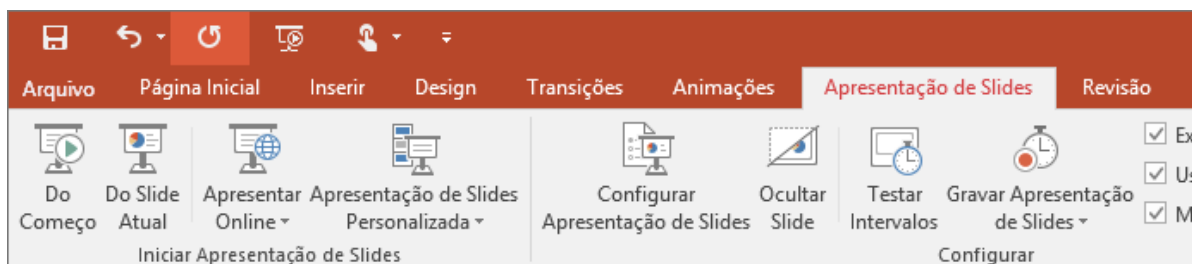 Arquivo Página Inicial Inserir Design Transições Animações Apresentação de Slides Revisão
Do Começo
Do Slide Atual
Apresentar Online
Apresentação de Slides Personalizada
Configurar Apresentação de Slides
Ocultar Slide
Testar Intervalos
Gravar Apresentação de Slides
Ex
Us
M
Iniciar Apresentação de Slides
Configurar